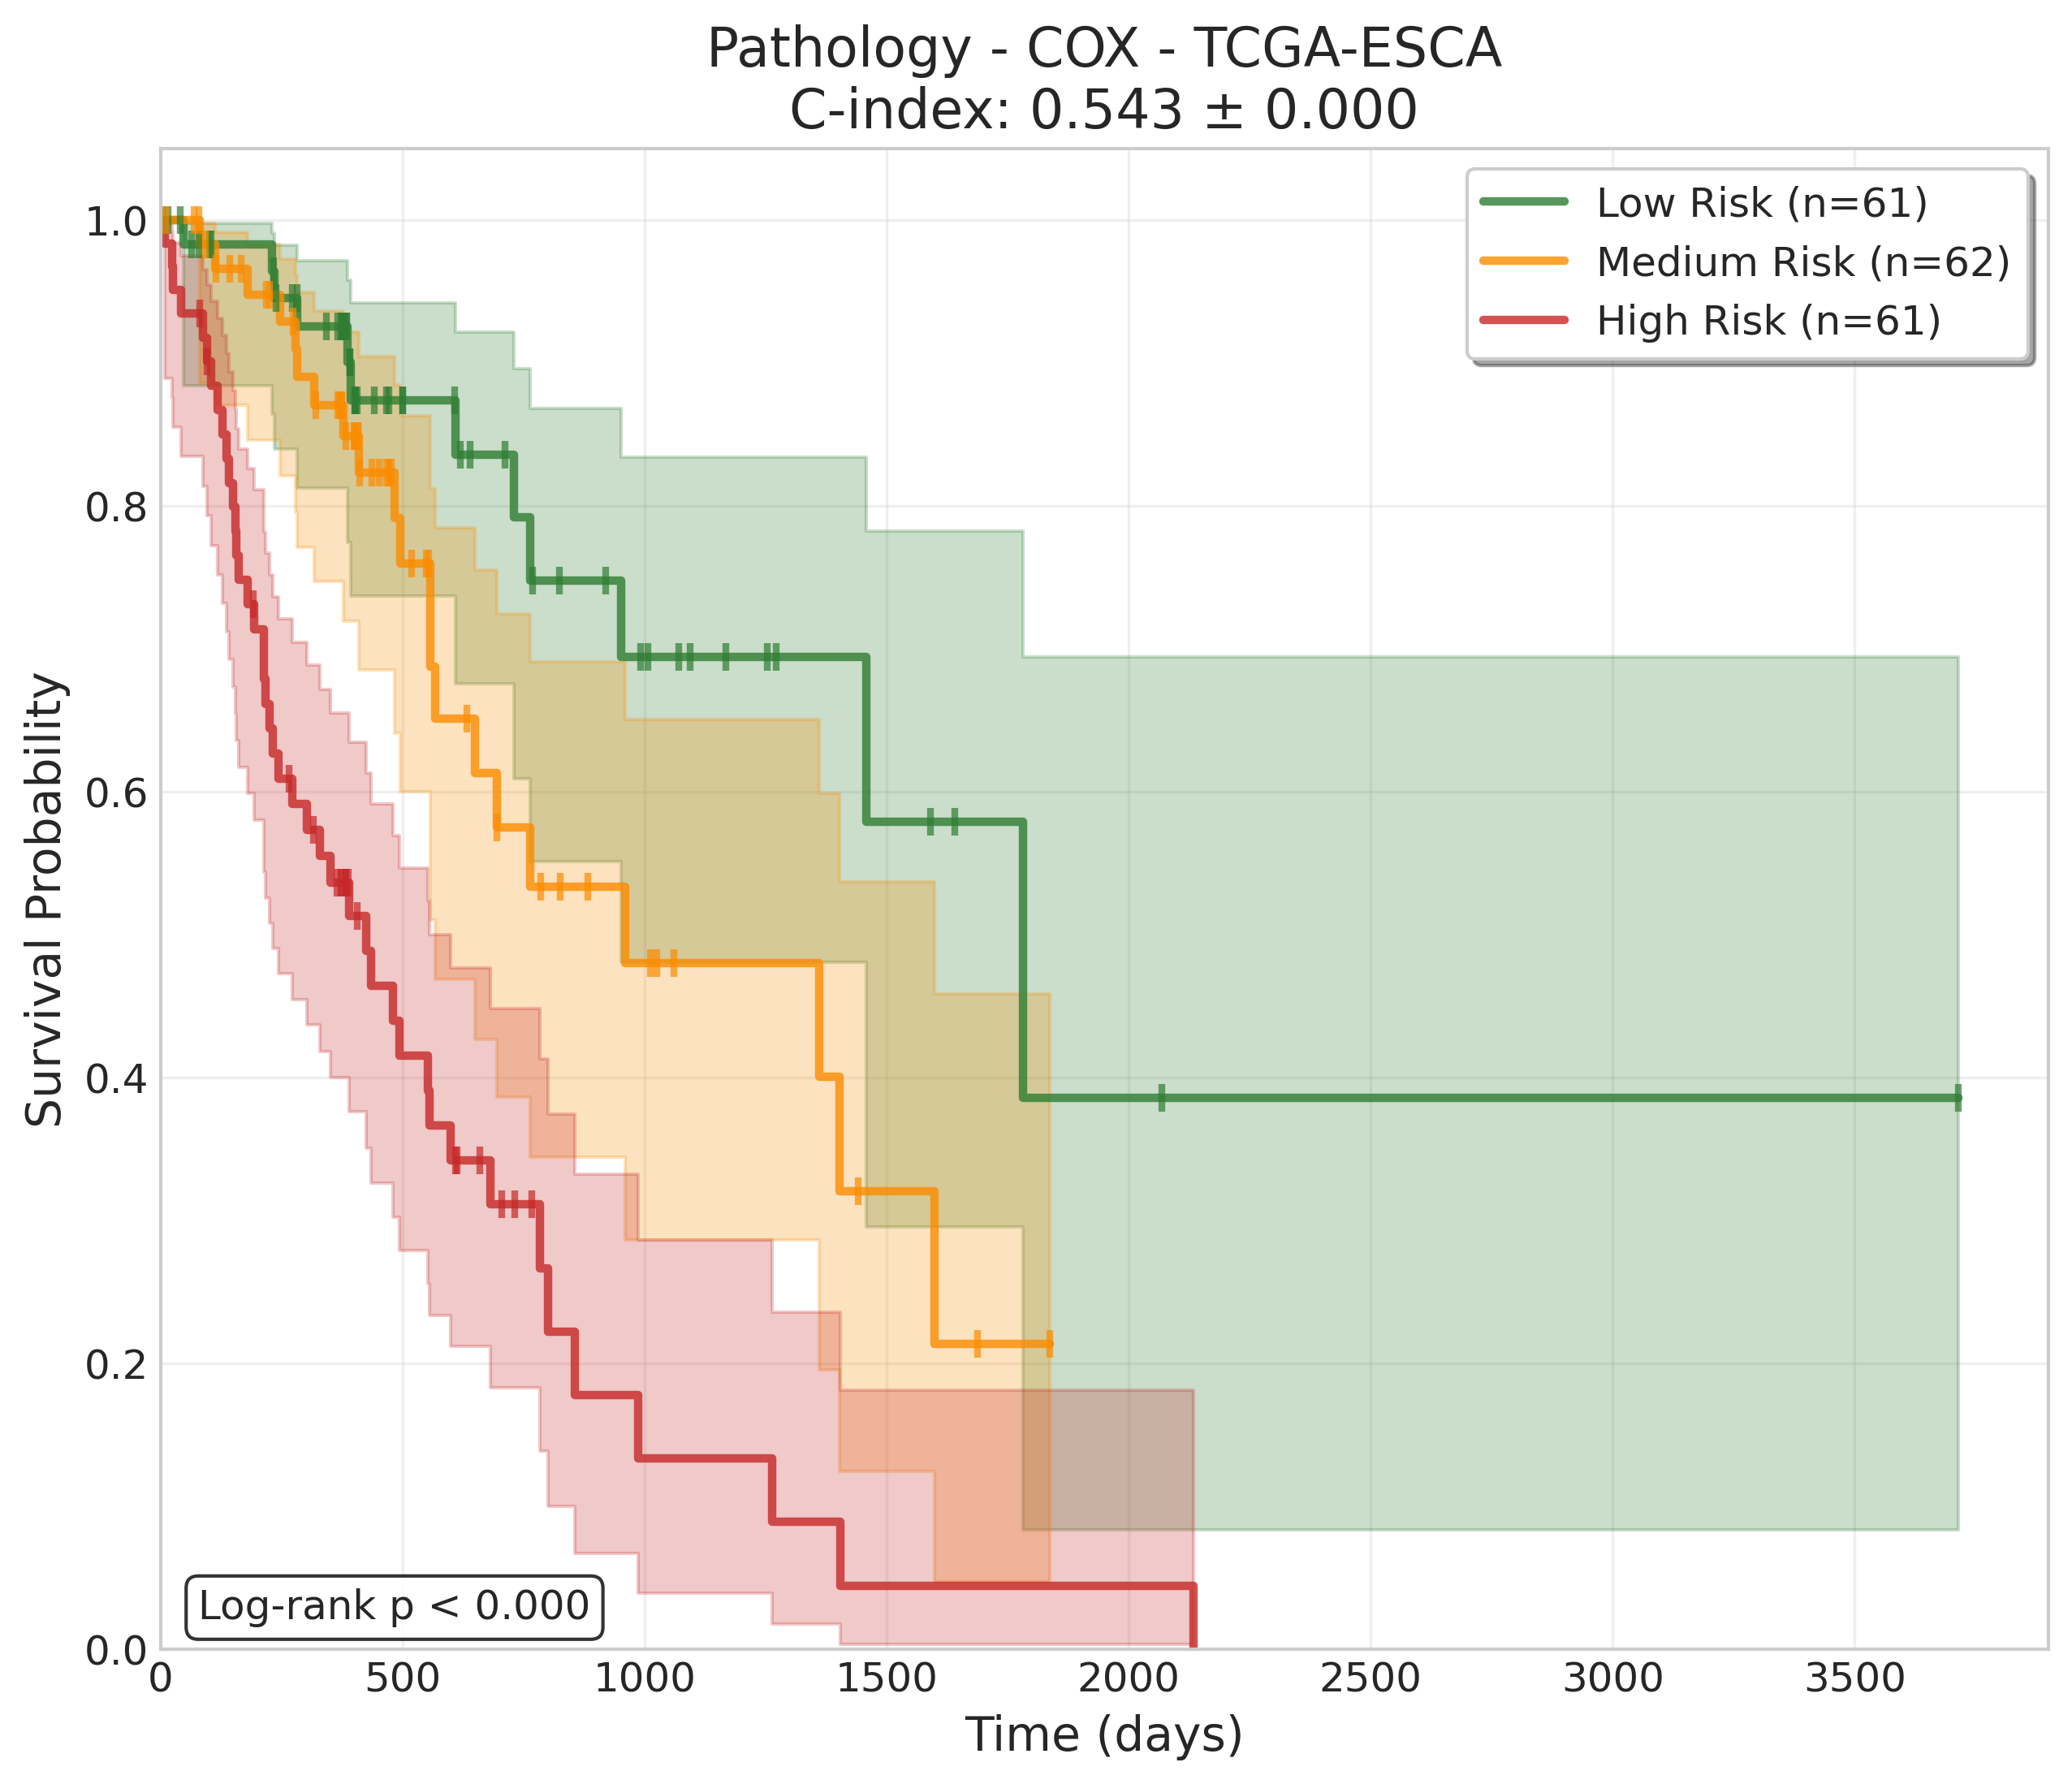 Pathology - COX - TCGA-ESCA
C-index: 0.543 ± 0.000
Low Risk (n=61)
Medium Risk (n=62)
High Risk (n=61)
Survival Probability
1.0
0.8
0.6
0.4
0.2
0.0
Log-rank p < 0.000
0 500 1000 1500 2000 2500 3000 3500
Time (days)